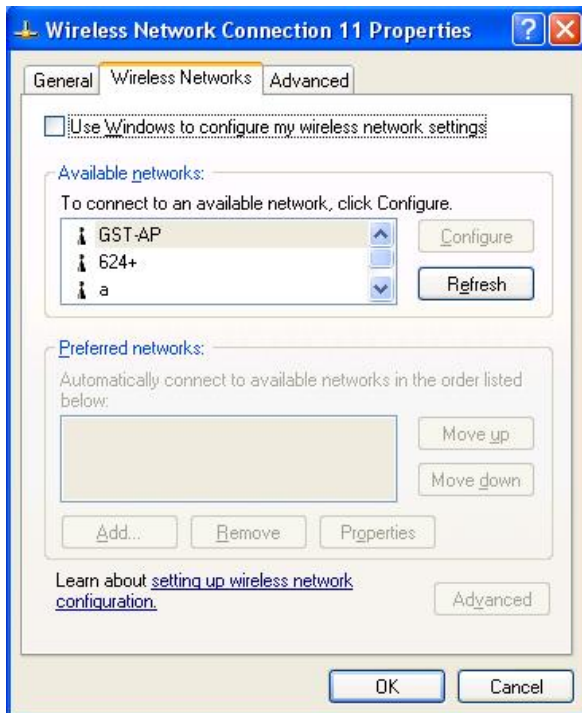 Wireless Network Connection 11 Properties
General Wireless Networks Advanced
Use Windows to configure my wireless network settings
Available networks:
To connect to an available network, click Configure.
GST-AP
Configure
624+
a
Refresh
Preferred networks:
Automatically connect to available networks in the order listed
below:
Move up
Move down
Add... Remove Properties
Learn about setting up wireless network
configuration.
Advanced
OK Cancel